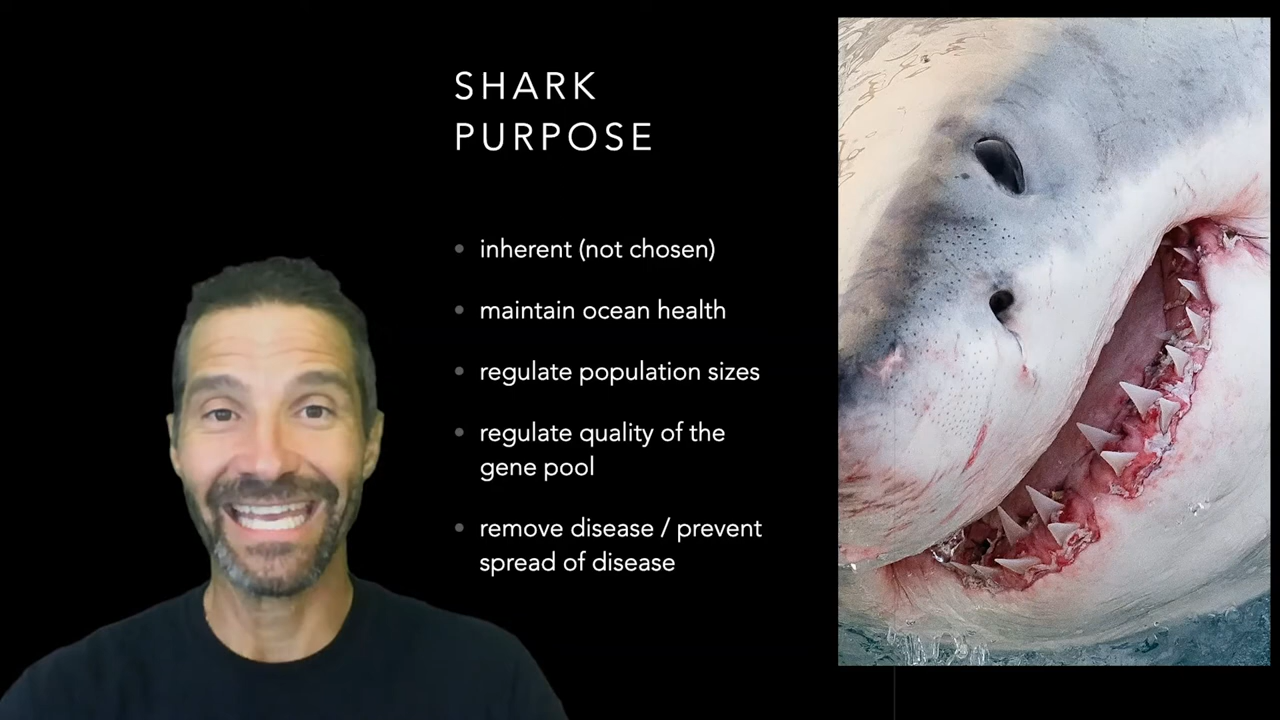 SHARK
PURPOSE
• inherent (not chosen)
• maintain ocean health
• regulate population sizes
• regulate quality of the
gene pool
• remove disease / prevent
spread of disease